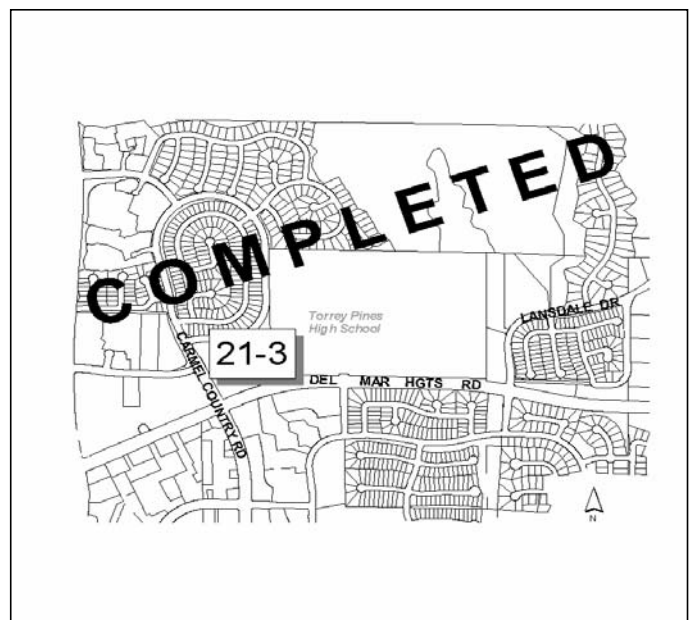 COMPLETED
Torrey Pines
High School
LANSDALE DR
21-3
CARMEL COUNTRY RD
DEL MAR HGTS RD
N